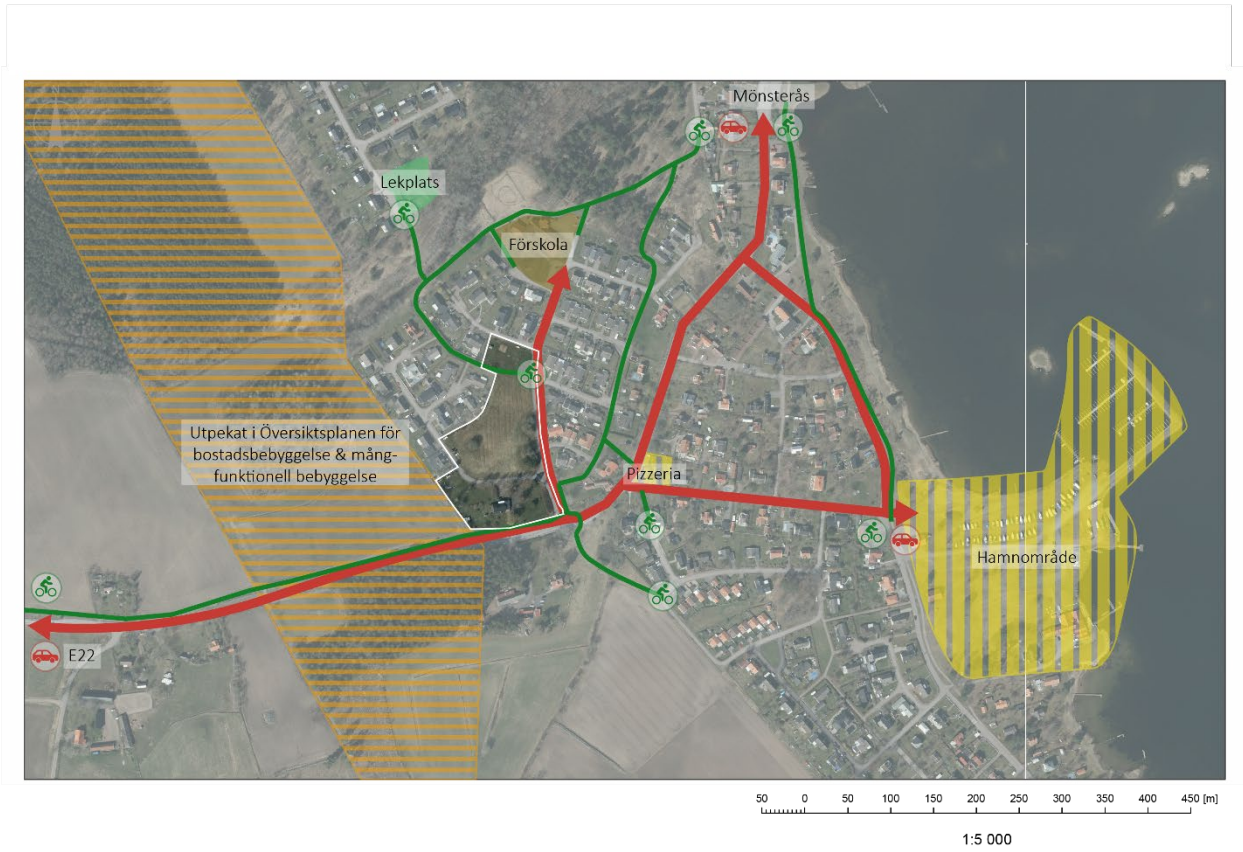 Mönsterås
Lekplats
Förskola
Utpekat i Översiktsplanen för
bostadsbebyggelse & mång-
funktionell bebyggelse
Pizzeria
Hamnområde
E22
50 0 50 100 150 200 250 300 350 400 450 [m]
1:5 000